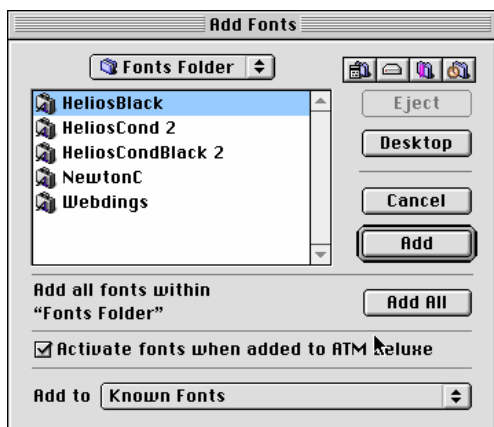 Add Fonts
Fonts Folder
HeliosBlack
HeliosCond 2
HeliosCondBlack 2
NewtonC
Webdings
Eject
Desktop
Cancel
Add
Add all fonts within
“Fonts Folder”
Add All
Activate fonts when added to ATM Deluxe
Add to Known Fonts